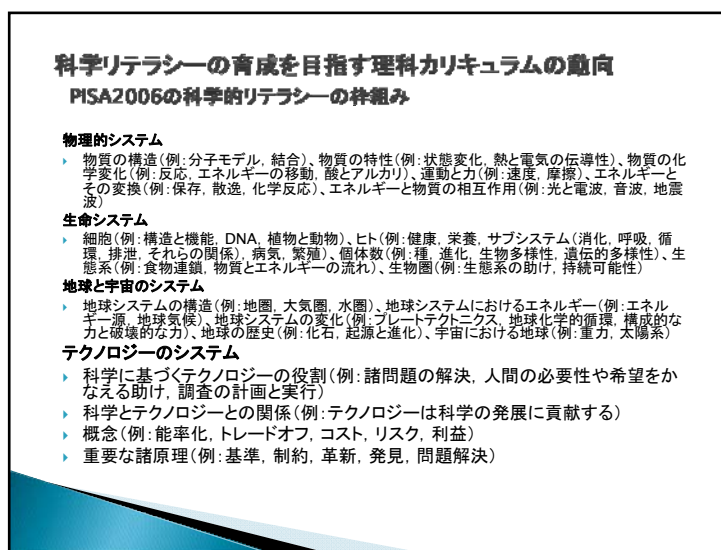 科学リテラシーの育成を目指す理科カリキュラムの動向
PISA2006の科学的リテラシーの枠組み
物理的システム
物質の構造(例:分子モデル, 結合)、物質の特性(例:状態変化, 熱と電気の伝導性)、物質の化
学変化(例:反応, エネルギーの移動, 酸とアルカリ)、運動と力(例:速度, 摩擦)、エネルギーと
その変換(例:保存, 散逸, 化学反応)、エネルギーと物質の相互作用(例:光と電波, 音波, 地震
波)
生命システム
細胞(例:構造と機能, DNA, 植物と動物)、ヒト(例:健康, 栄養, サブシステム(消化, 呼吸, 循
環, 排泄, それらの関係), 病気, 繁殖)、個体数(例:種, 進化, 生物多様性, 遺伝的多様性)、生
態系(例:食物連鎖, 物質とエネルギーの流れ)、生物圏(例:生態系の助け, 持続可能性)
地球と宇宙のシステム
地球システムの構造(例:地圏, 大気圏, 水圏)、地球システムにおけるエネルギー(例:エネル
ギー源, 地球気候)、地球システムの変化(例:プレートテクトニクス, 地球化学的循環, 構成的な
力と破壊的な力)、地球の歴史(例:化石, 起源と進化)、宇宙における地球(例:重力, 太陽系)
テクノロジーのシステム
科学に基づくテクノロジーの役割(例:諸問題の解決, 人間の必要性や希望をか
なえる助け, 調査の計画と実行)
科学とテクノロジーとの関係(例:テクノロジーは科学の発展に貢献する)
概念(例:能率化, トレードオフ, コスト, リスク, 利益)
重要な諸原理(例:基準, 制約, 革新, 発見, 問題解決)